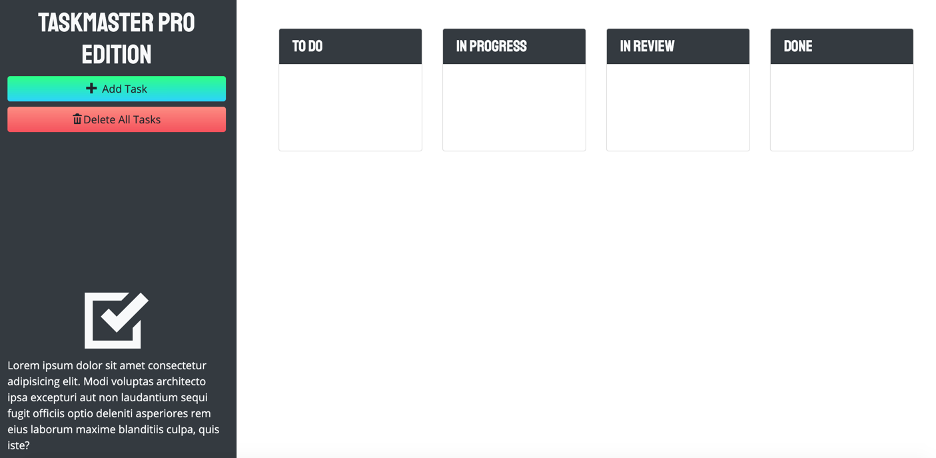 TASKMASTER PRO
EDITION
Add Task
Delete All Tasks
Lorem ipsum dolor sit amet consectetur
adipisicing elit. Modi voluptas architecto
ipsa excepturi aut non laudantium sequi
fugit officiis optio deleniti asperiores rem
eius laborum maxime blanditiis culpa, quis
iste?
TO DO
IN PROGRESS
IN REVIEW
DONE